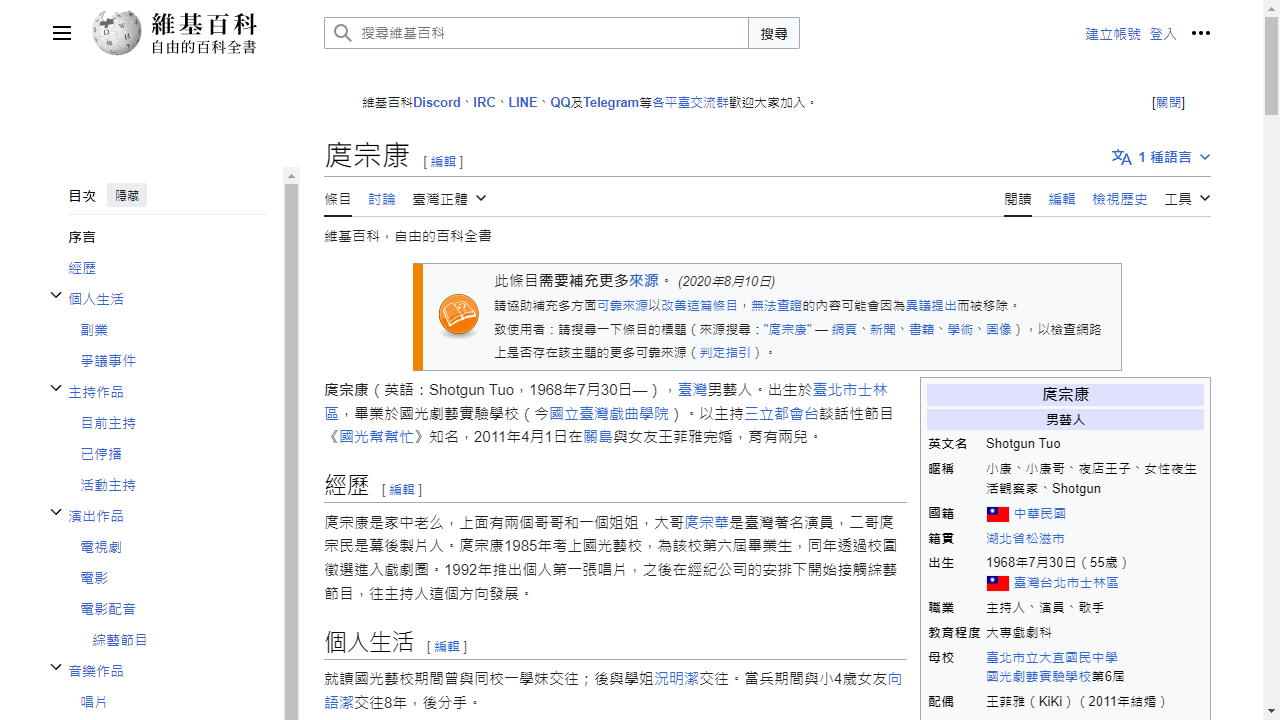 維基百科
自由的百科全書
搜尋維基百科
搜尋
建立帳號 登入
維基百科Discord、IRC、LINE、QQ及Telegram等各平臺交流群歡迎大家加入。
[關閉]
庹宗康 [編輯]
1 種語言
條目 討論 臺灣正體
閱讀 編輯 檢視歷史 工具
維基百科,自由的百科全書
目次 隱藏
序言
經歷
個人生活
副業
爭議事件
主持作品
目前主持
已停播
活動主持
演出作品
電視劇
電影
電影配音
綜藝節目
音樂作品
唱片
此條目需要補充更多來源。 (2020年8月10日)
請協助補充多方面可靠來源以改善這篇條目,無法查證的內容可能會因為異議提出而被移除。
致使用者:請搜尋一下條目的標題(來源搜尋:"庹宗康" — 網頁、新聞、書籍、學術、圖像),以檢查網路
上是否存在該主題的更多可靠來源(判定指引)。
庹宗康(英語:Shotgun Tuo,1968年7月30日—),臺灣男藝人。出生於臺北市士林
區,畢業於國光劇藝實驗學校(今國立臺灣戲曲學院)。以主持三立都會台談話性節目
《國光幫幫忙》知名,2011年4月1日在關島與女友王菲雅完婚,育有兩兒。
經歷 [編輯]
庹宗康是家中老么,上面有兩個哥哥和一個姐姐,大哥庹宗華是臺灣著名演員,二哥庹
宗民是幕後製片人。庹宗康1985年考上國光藝校,為該校第六屆畢業生,同年透過校園
徵選進入戲劇圈。1992年推出個人第一張唱片,之後在經紀公司的安排下開始接觸綜藝
節目,往主持人這個方向發展。
個人生活 [編輯]
就讀國光藝校期間曾與同校一學妹交往;後與學姐況明潔交往。當兵期間與小4歲女友向
語潔交往8年,後分手。
庹宗康
男藝人
英文名 Shotgun Tuo
暱稱 小康、小康哥、夜店王子、女性夜生
活觀察家、Shotgun
國籍 中華民國
籍貫 湖北省松滋市
出生 1968年7月30日(55歲)
臺灣台北市士林區
職業 主持人、演員、歌手
教育程度 大專戲劇科
母校 臺北市立大直國民中學
國光劇藝實驗學校第6屆
配偶 王菲雅(KiKi)(2011年結婚)